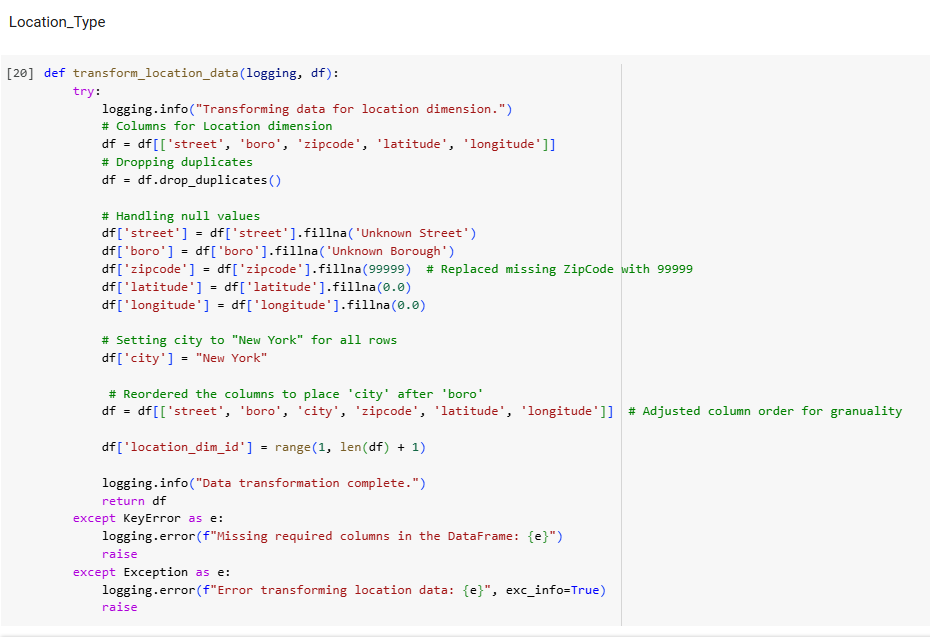 Location_Type
[20] def transform_location_data(logging, df):
try:
logging.info("Transforming data for location dimension.")
# Columns for Location dimension
df = df[['street', 'boro', 'zipcode', 'latitude', 'longitude']]
# Dropping duplicates
df = df.drop_duplicates()
# Handling null values
df['street'] = df['street'].fillna('Unknown Street')
df['boro'] = df['boro'].fillna('Unknown Borough')
df['zipcode'] = df['zipcode'].fillna(99999)  # Replaced missing ZipCode with 99999
df['latitude'] = df['latitude'].fillna(0.0)
df['longitude'] = df['longitude'].fillna(0.0)
# Setting city to "New York" for all rows
df['city'] = "New York"
# Reordered the columns to place 'city' after 'boro'
df = df[['street', 'boro', 'city', 'zipcode', 'latitude', 'longitude']]  # Adjusted column order for granuality
df['location_dim_id'] = range(1, len(df) + 1)
logging.info("Data transformation complete.")
return df
except KeyError as e:
logging.error(f"Missing required columns in the DataFrame: {e}")
raise
except Exception as e:
logging.error(f"Error transforming location data: {e}", exc_info=True)
raise